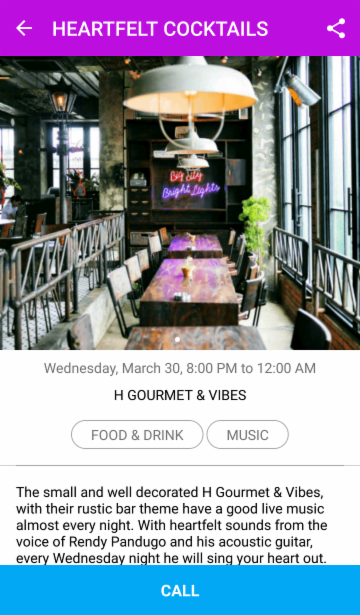 HEARTFELT COCKTAILS
Big City
Bright Lights
Wednesday, March 30, 8:00 PM to 12:00 AM
H GOURMET & VIBES
FOOD & DRINK
MUSIC
The small and well decorated H Gourmet & Vibes,
with their rustic bar theme have a good live music
almost every night. With heartfelt sounds from the
voice of Rendy Pandugo and his acoustic guitar,
every Wednesday night he will sing your heart out.
CALL